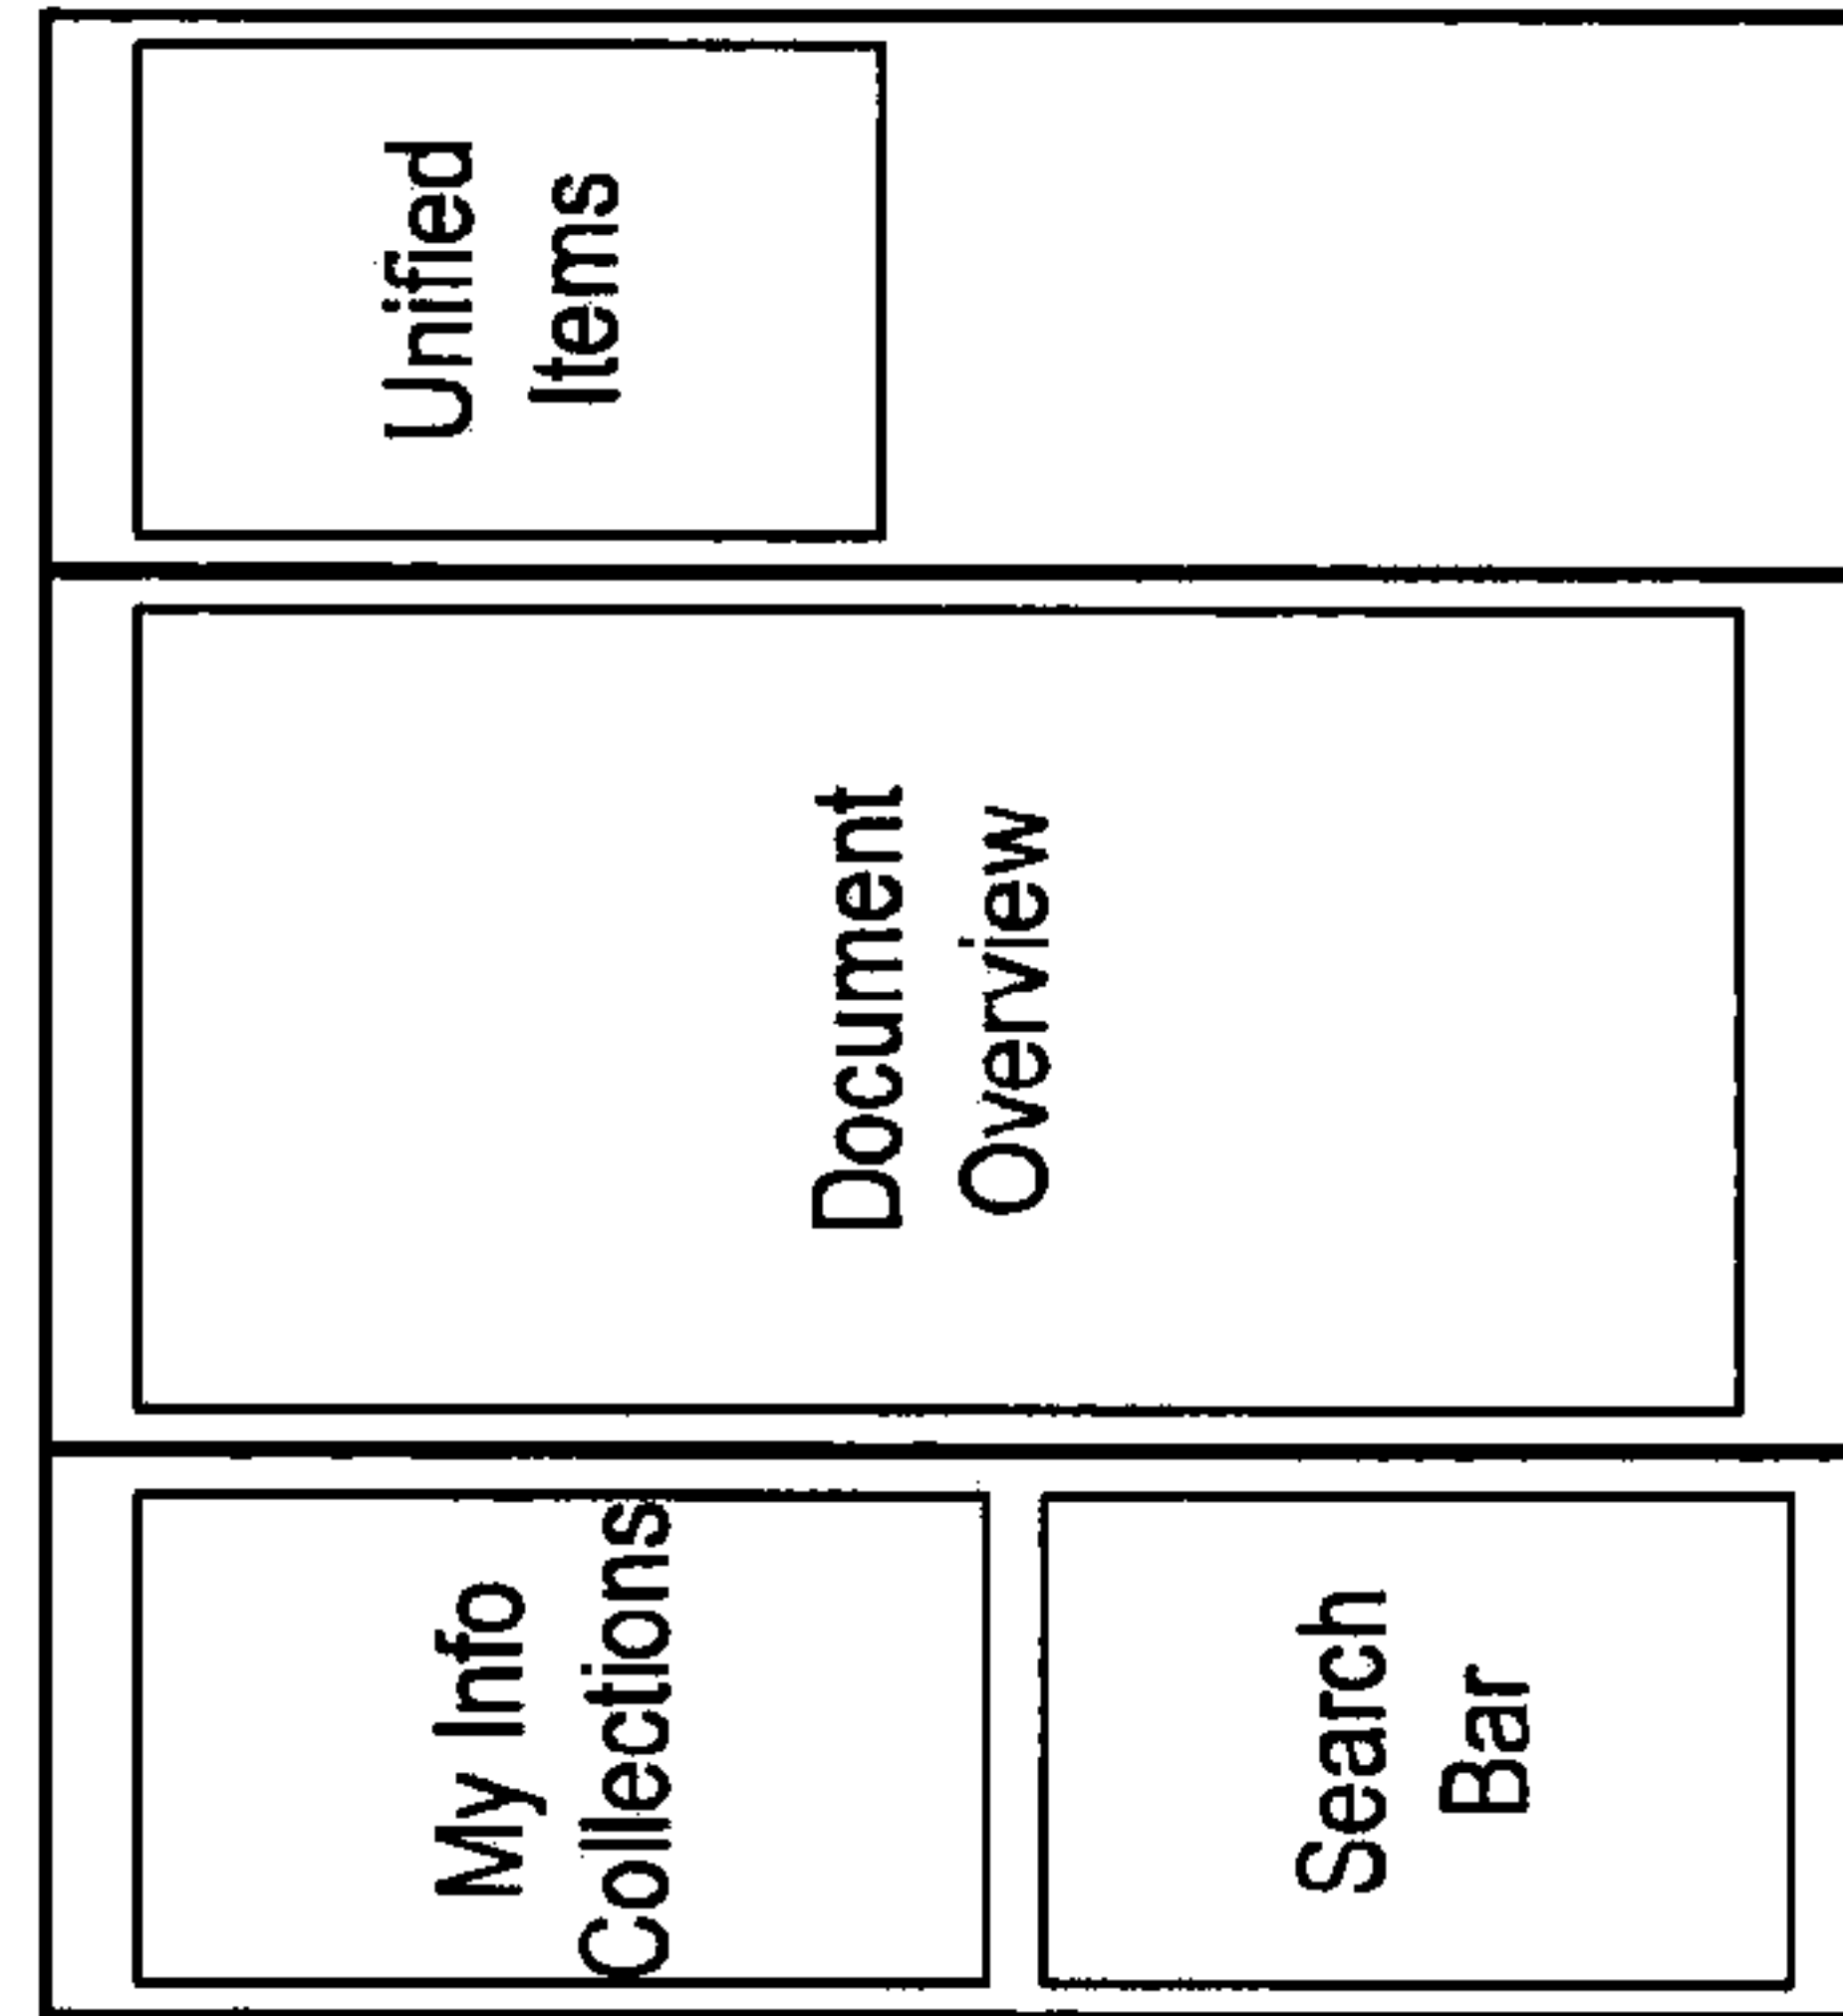 My Info
Collections
Search
Bar
Document
Overview
Unified
Items